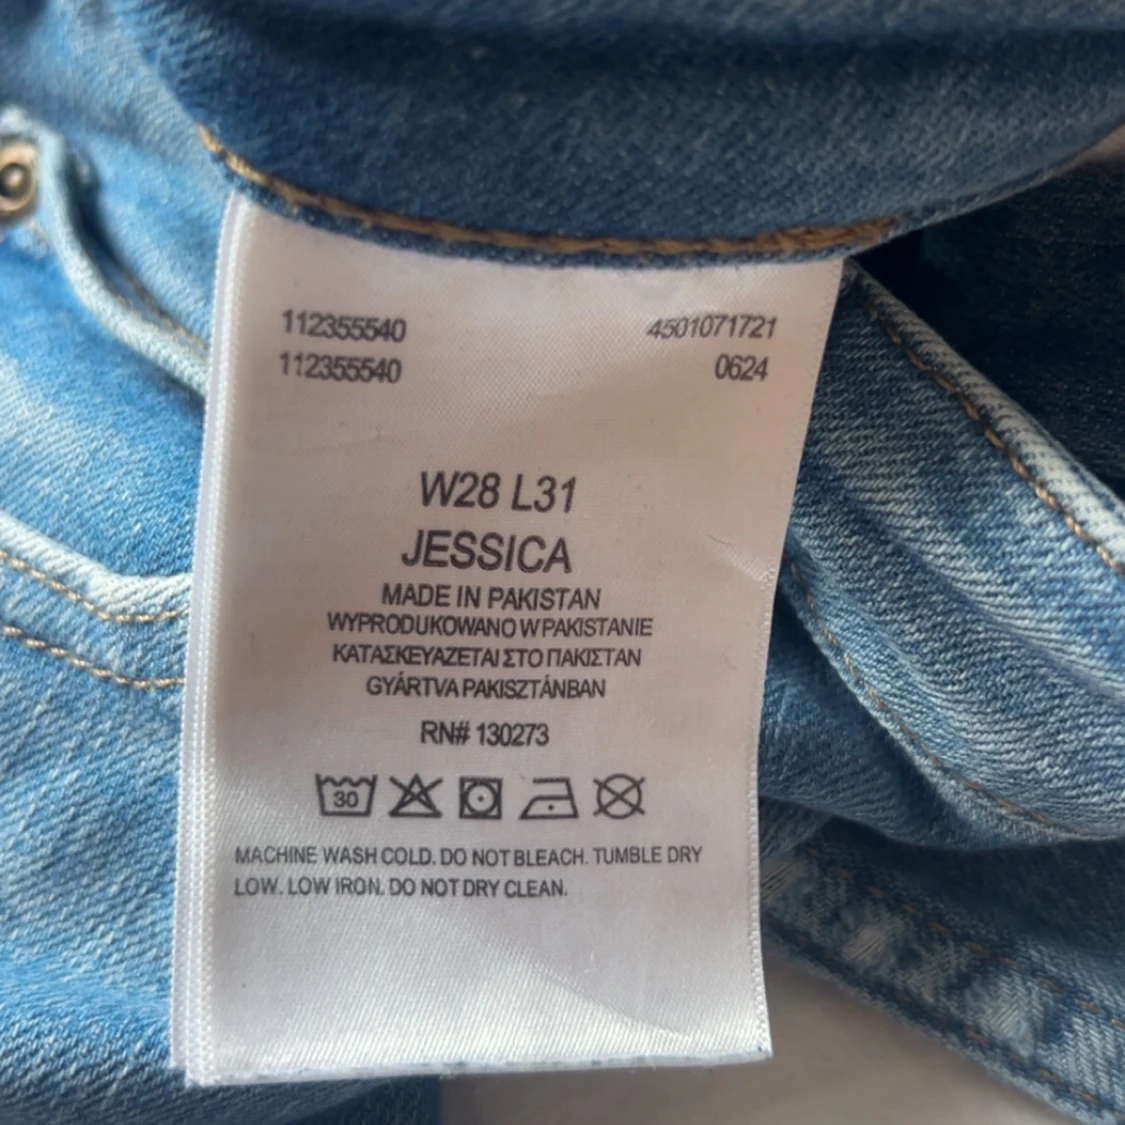 112355540 4501071721
112355540 0624
W28 L31
JESSICA
MADE IN PAKISTAN
WYPRODUKOWANO W PAKISTANIE
ΚΑΤΑΣΚΕΥΑΖΕΤΑΙ ΣΤΟ ΠΑΚΙΣΤΑΝ
GYÁRTVA PAKISZTÁNBAN
RN# 130273
30
MACHINE WASH COLD. DO NOT BLEACH. TUMBLE DRY
LOW. LOW IRON. DO NOT DRY CLEAN.